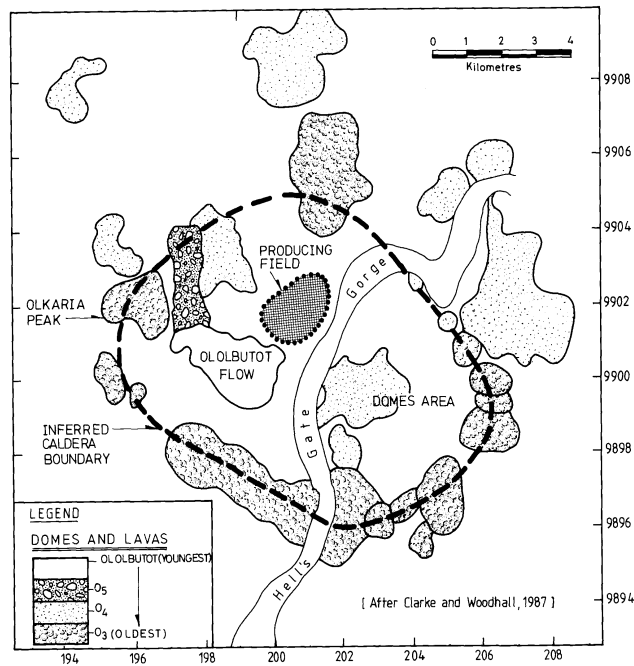 0 1 2 3 4
Kilometres
9908
9906
9904
9902
9900
9898
9896
9894
PRODUCING
FIELD
Gorge
OLKARIA
PEAK
OLOLBUTOT
FLOW
DOMES AREA
Gate
INFERRED
CALDERA
BOUNDARY
Hell's
LEGEND
DOMES AND LAVAS
OLOLBUTOT(YOUNGEST)
O5
O4
O3 (OLDEST)
[ After Clarke and Woodhall, 1987 ]
194 196 198 200 202 204 206 208